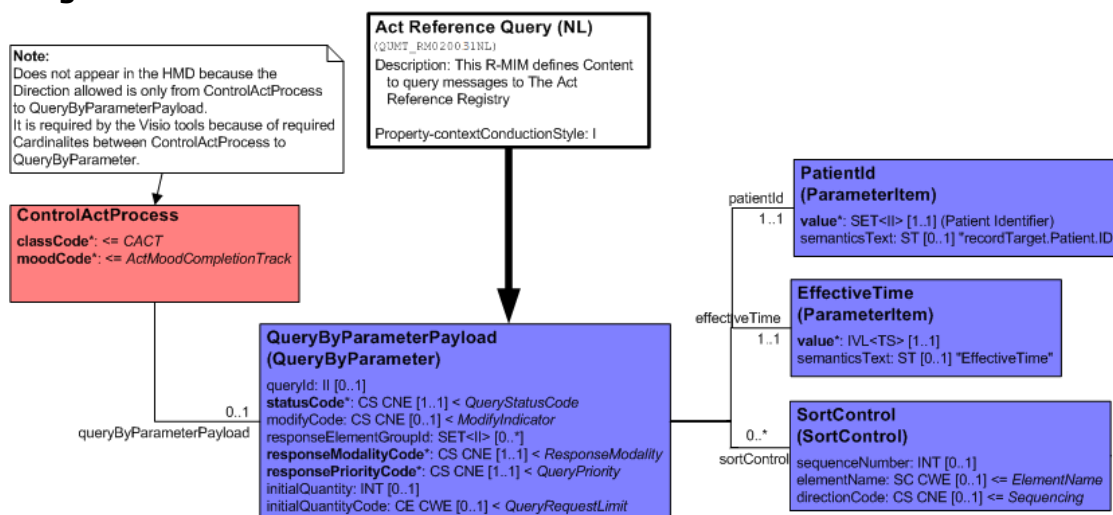 Act Reference Query (NL)
(QUMT_RM020031NL)
Description: This R-MIM defines Content
to query messages to The Act
Reference Registry
Property-contextConductionStyle: I
Note:
Does not appear in the HMD because the
Direction allowed is only from ControlActProcess
to QueryByParameterPayload.
It is required by the Visio tools because of required
Cardinalites between ControlActProcess to
QueryByParameter.
ControlActProcess
classCode*: <= CACT
moodCode*: <= ActMoodCompletionTrack
0..1
queryByParameterPayload
QueryByParameterPayload
(QueryByParameter)
queryId: II [0..1]
statusCode*: CS CNE [1..1] < QueryStatusCode
modifyCode: CS CNE [0..1] < ModifyIndicator
responseElementGroupId: SET<II> [0..*]
responseModalityCode*: CS CNE [1..1] < ResponseModality
responsePriorityCode*: CS CNE [1..1] < QueryPriority
initialQuantity: INT [0..1]
initialQuantityCode: CE CWE [0..1] < QueryRequestLimit
patientId
1..1
PatientId
(ParameterItem)
value*: SET<II> [1..1] (Patient Identifier)
semanticsText: ST [0..1] "recordTarget.Patient.ID
effectiveTime
1..1
EffectiveTime
(ParameterItem)
value*: IVL<TS> [1..1]
semanticsText: ST [0..1] "EffectiveTime"
0..*
sortControl
SortControl
(SortControl)
sequenceNumber: INT [0..1]
elementName: SC CWE [0..1] <= ElementName
directionCode: CS CNE [0..1] <= Sequencing